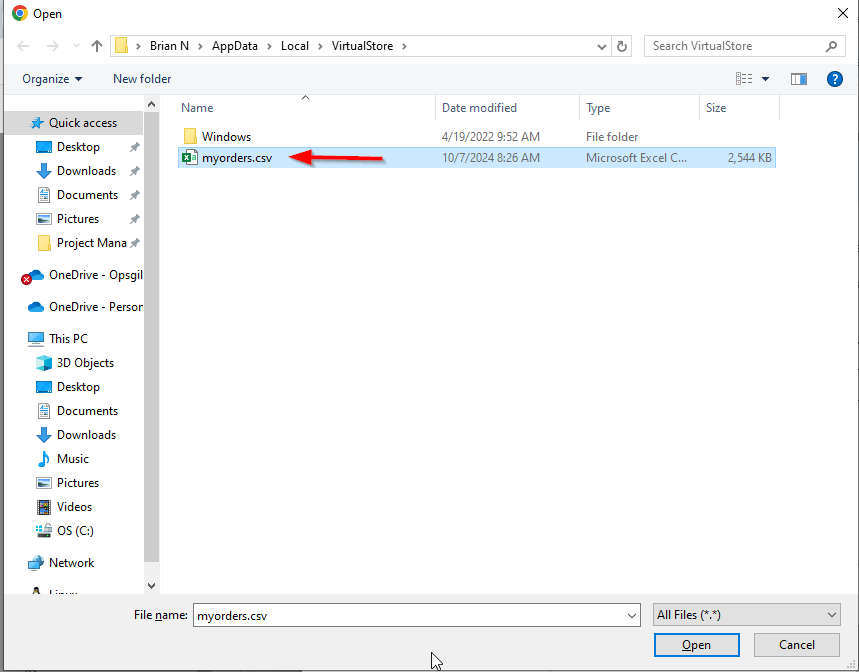 Open
Brian N > AppData > Local > VirtualStore >
Search VirtualStore
Organize
New folder
Name
Date modified
Type
Size
Windows
4/19/2022 9:52 AM
File folder
myorders.csv
10/7/2024 8:26 AM
Microsoft Excel C...
2,544 KB
Quick access
Desktop
Downloads
Documents
Pictures
Project Mana
OneDrive - Opsgil
OneDrive - Person
This PC
3D Objects
Desktop
Documents
Downloads
Music
Pictures
Videos
OS (C:)
Network
Linux
File name:
myorders.csv
All Files (*.*)
Open
Cancel